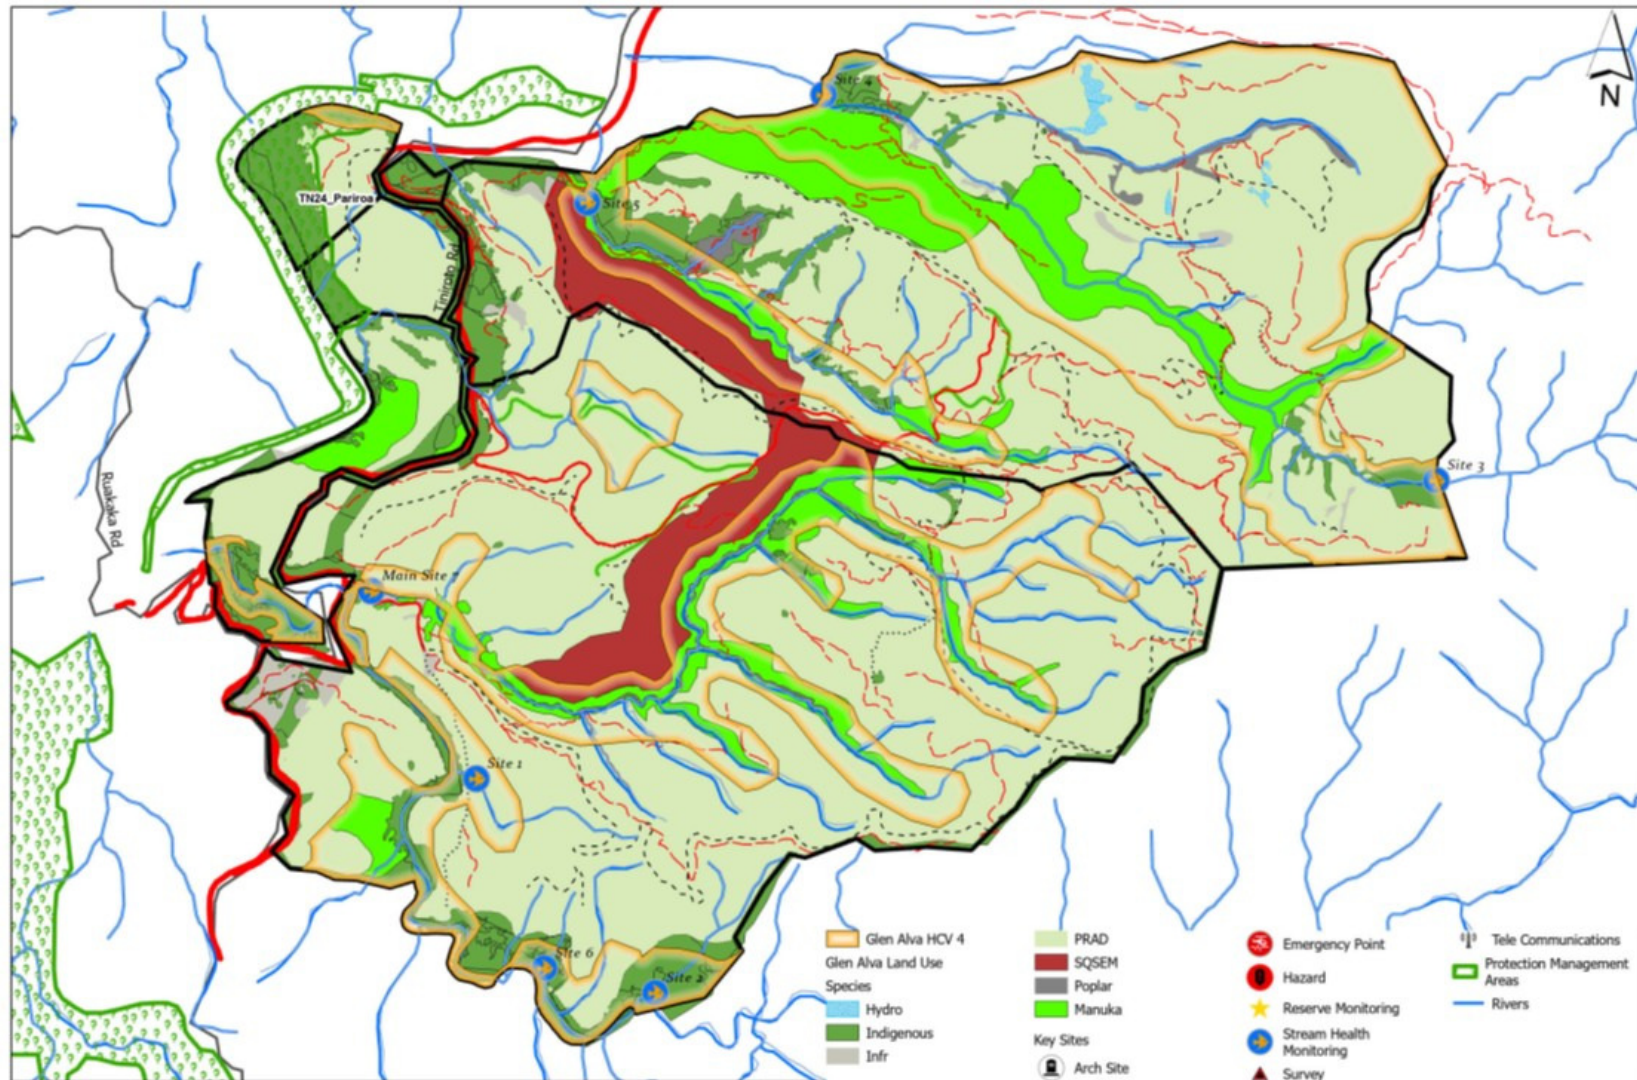 N
Site 4
TN24_Pariroa
Site 5
Tiniroto Rd
Ruakaka Rd
Site 3
Main Site 7
Site 1
Site 6
Site 2
Glen Alva HCV 4
Glen Alva Land Use
Species
Hydro
Indigenous
Infr
PRAD
SQSEM
Poplar
Manuka
Key Sites
Arch Site
Emergency Point
Hazard
Reserve Monitoring
Stream Health
Monitoring
Survey
Tele Communications
Protection Management
Areas
Rivers